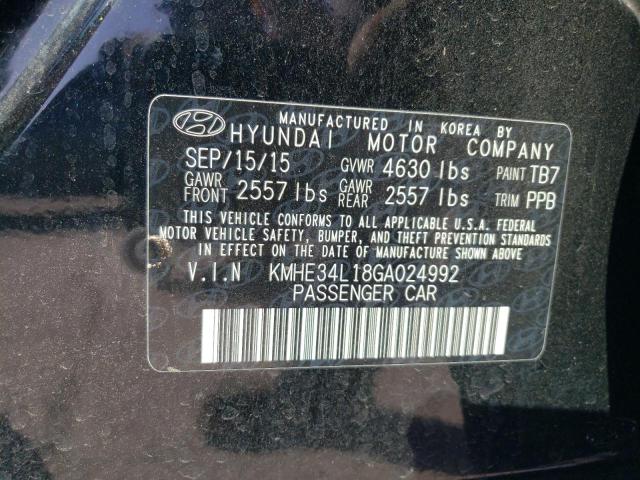 MANUFACTURED IN KOREA BY
HYUNDAI MOTOR COMPANY
SEP/15/15 GVWR 4630 lbs PAINT TB7
GAWR FRONT 2557 lbs GAWR REAR 2557 lbs TRIM PPB
THIS VEHICLE CONFORMS TO ALL APPLICABLE U.S.A. FEDERAL
MOTOR VEHICLE SAFETY, BUMPER, AND THEFT PREVENTION STANDARDS
IN EFFECT ON THE DATE OF MANUFACTURE SHOWN ABOVE
V.I.N KMHE34L18GA024992
PASSENGER CAR